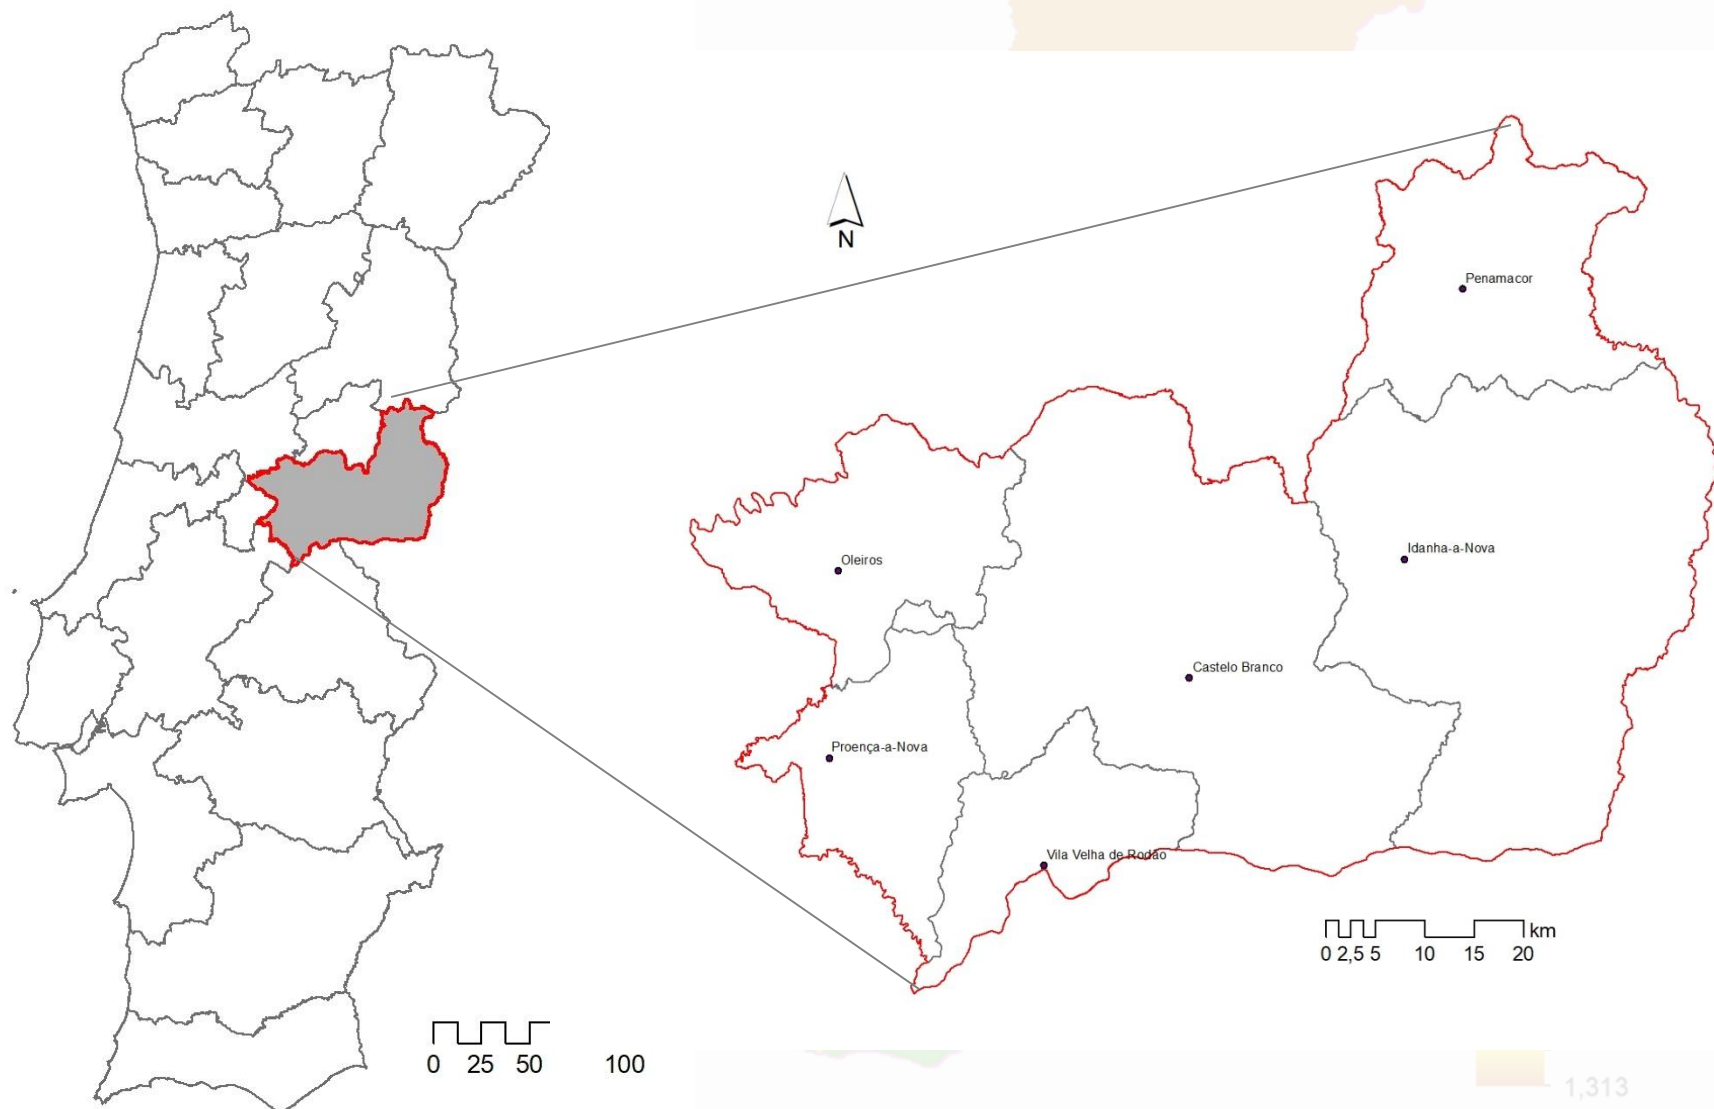 N
Penamacor
Idanha-a-Nova
Oleiros
Castelo Branco
Proença-a-Nova
Vila Velha de Rodão
km
0 2,5 5 10 15 20
0 25 50 100
1,313